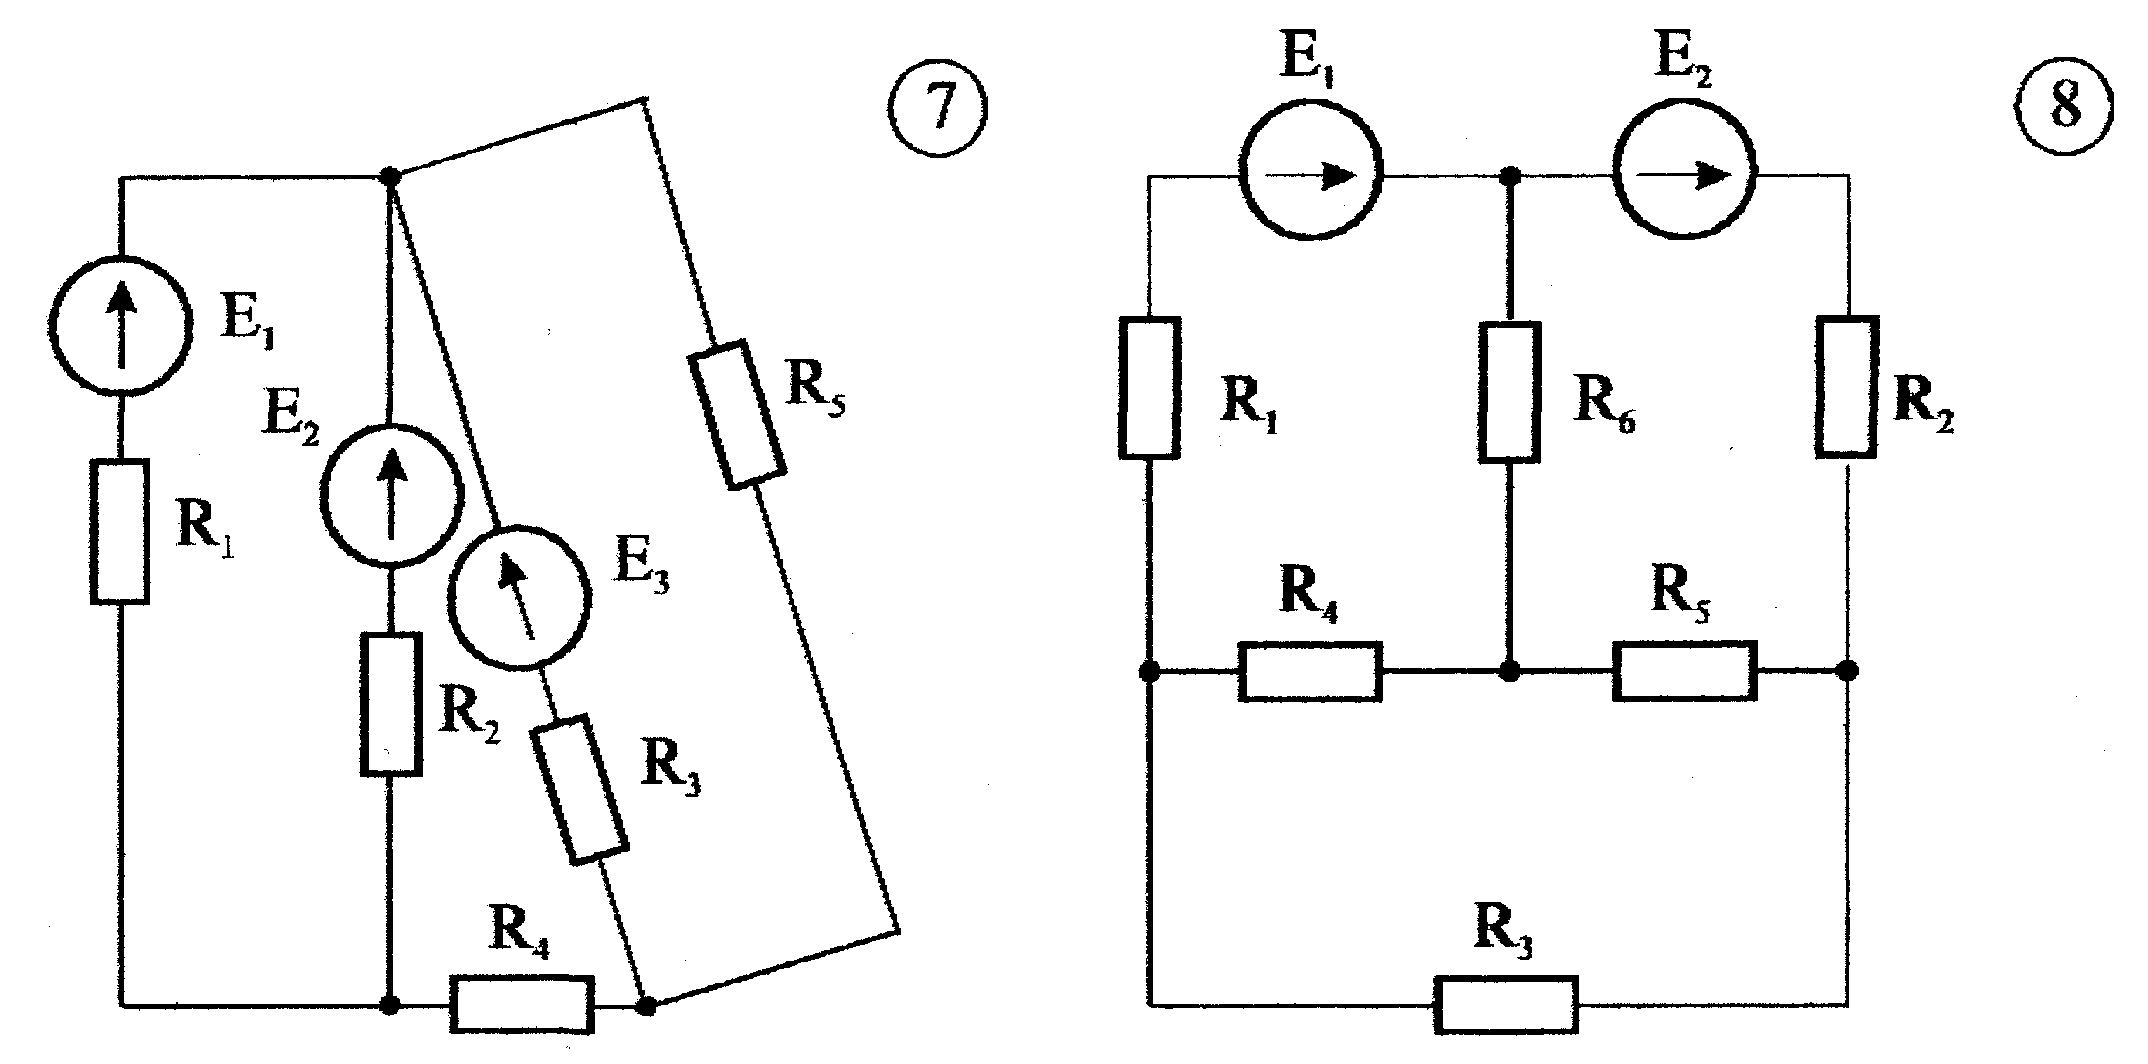 7
E₁
E₂
R₁
E₃
R₅
R₂
R₃
R₄
8
E₁
E₂
R₁
R₆
R₂
R₄
R₅
R₃